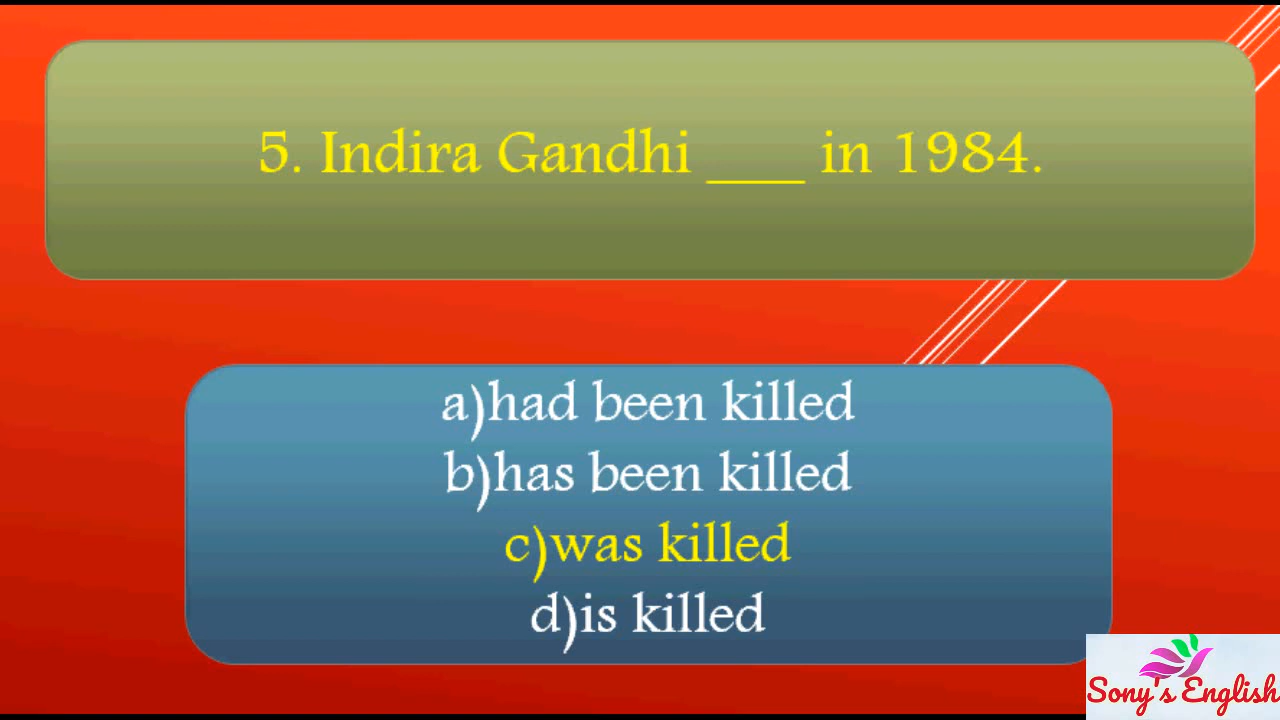 5. Indira Gandhi ___ in 1984.
a)had been killed
b)has been killed
c)was killed
d)is killed
Sony's English